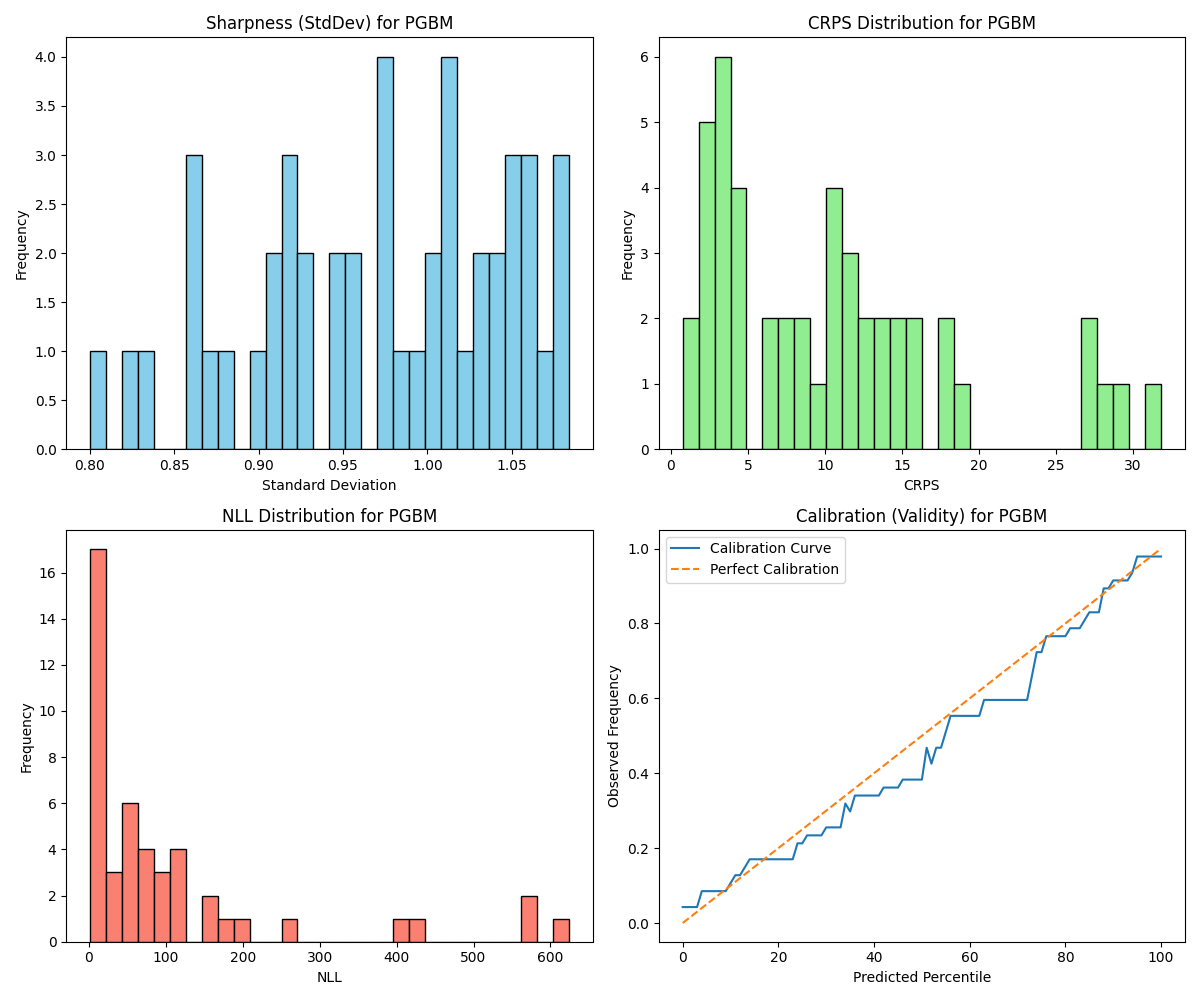 Sharpness (StdDev) for PGBM
4.0
3.5
3.0
2.5
2.0
1.5
1.0
0.5
0.0
Frequency
0.80 0.85 0.90 0.95 1.00 1.05
Standard Deviation
CRPS Distribution for PGBM
6
5
4
3
2
1
0
Frequency
0 5 10 15 20 25 30
CRPS
NLL Distribution for PGBM
16
14
12
10
8
6
4
2
0
Frequency
0 100 200 300 400 500 600
NLL
Calibration (Validity) for PGBM
Calibration Curve
Perfect Calibration
1.0
0.8
0.6
0.4
0.2
0.0
Observed Frequency
0 20 40 60 80 100
Predicted Percentile